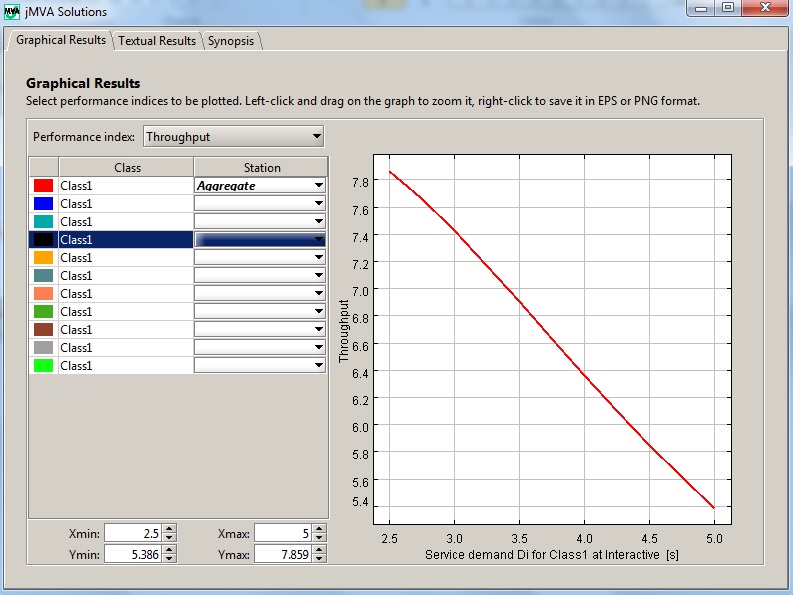 MVA jMVA Solutions
Graphical Results Textual Results Synopsis
Graphical Results
Select performance indices to be plotted. Left-click and drag on the graph to zoom it, right-click to save it in EPS or PNG format.
Performance index: Throughput
Class Station
Class1 Aggregate
Class1
Class1
Class1
Class1
Class1
Class1
Class1
Class1
Class1
Class1
Xmin: 2.5 Xmax: 5
Ymin: 5.386 Ymax: 7.859
Throughput
7.8
7.6
7.4
7.2
7.0
6.8
6.6
6.4
6.2
6.0
5.8
5.6
5.4
2.5 3.0 3.5 4.0 4.5 5.0
Service demand Di for Class1 at Interactive [s]